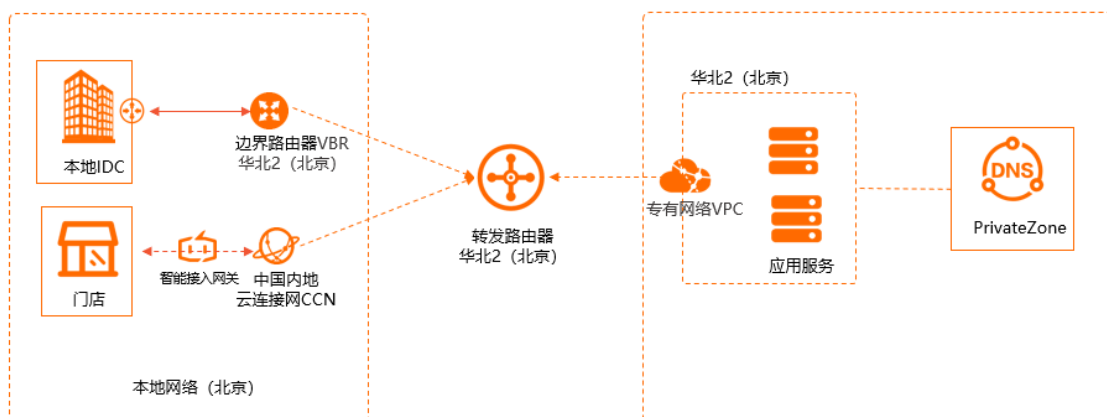 本地IDC
边界路由器VBR
华北2（北京）
门店
智能接入网关
中国内地
云连接网CCN
本地网络（北京）
转发路由器
华北2（北京）
华北2（北京）
专有网络VPC
应用服务
DNS
PrivateZone